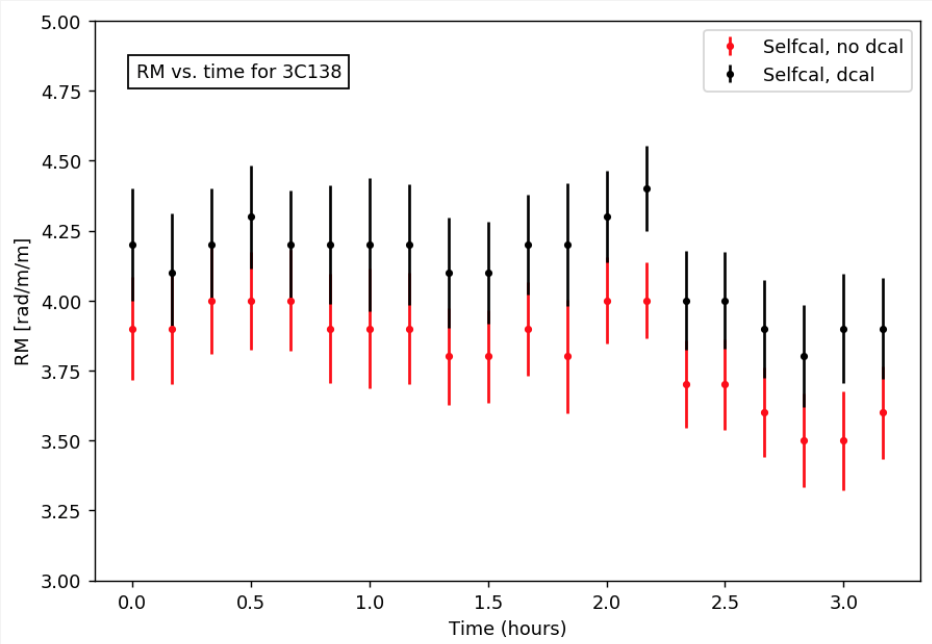 5.00
Selfcal, no dcal
RM vs. time for 3C138
Selfcal, dcal
4.75
4.50
4.25
4.00
RM [rad/m/m]
3.75
3.50
3.25
3.00
0.0 0.5 1.0 1.5 2.0 2.5 3.0
Time (hours)